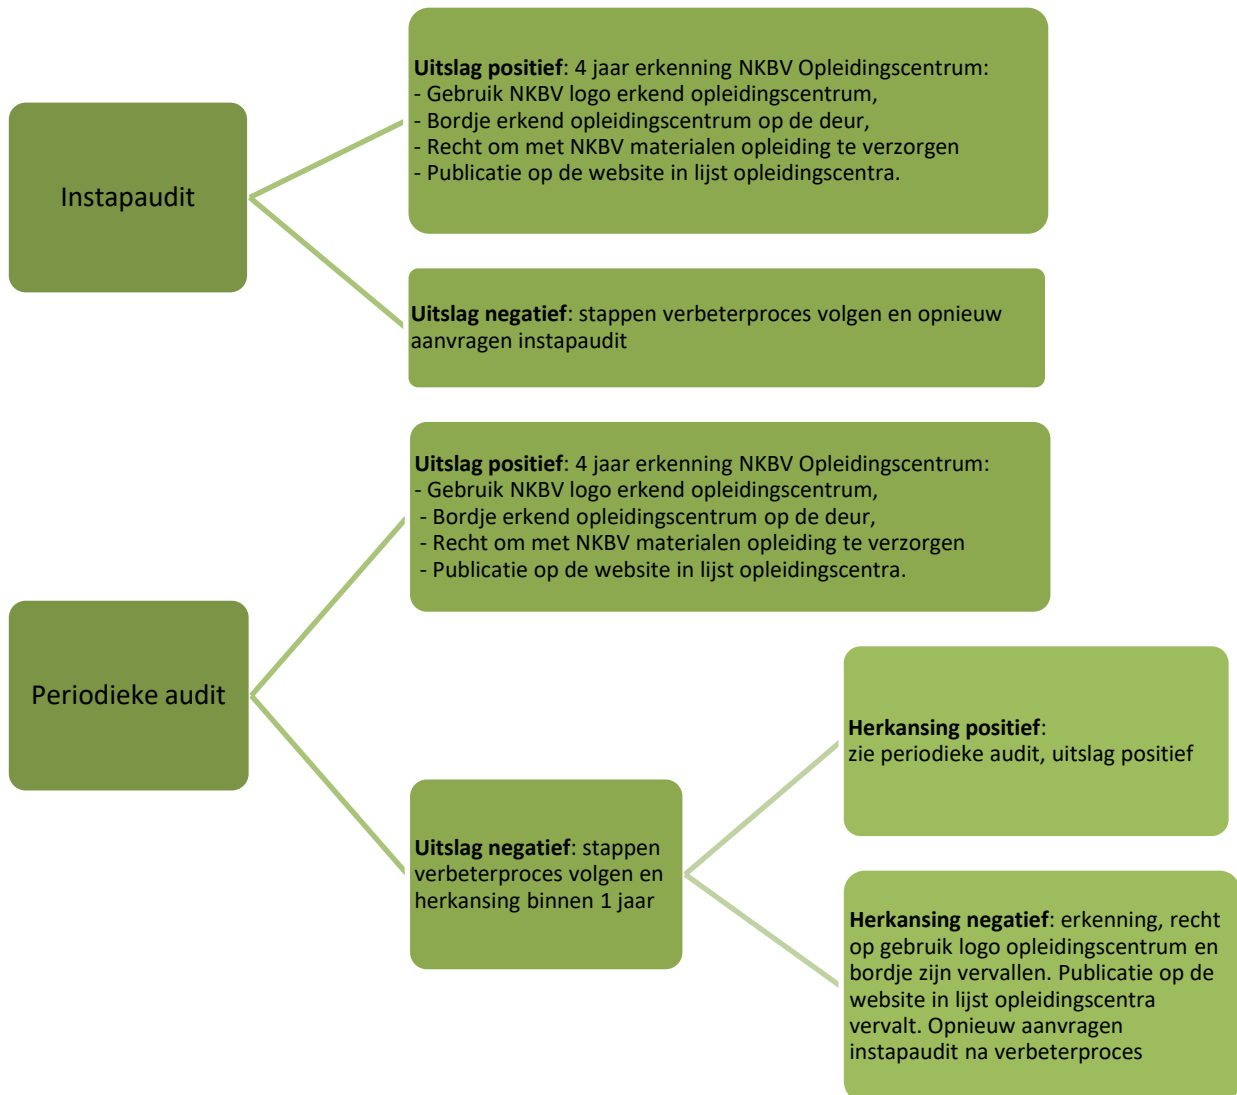 Instapaudit
Uitslag positief: 4 jaar erkenning NKBV Opleidingscentrum:
- Gebruik NKBV logo erkend opleidingscentrum,
- Bordje erkend opleidingscentrum op de deur,
- Recht om met NKBV materialen opleiding te verzorgen
- Publicatie op de website in lijst opleidingscentra.
Uitslag negatief: stappen verbeterproces volgen en opnieuw
aanvragen instapaudit
Periodieke audit
Uitslag positief: 4 jaar erkenning NKBV Opleidingscentrum:
- Gebruik NKBV logo erkend opleidingscentrum,
- Bordje erkend opleidingscentrum op de deur,
- Recht om met NKBV materialen opleiding te verzorgen
- Publicatie op de website in lijst opleidingscentra.
Uitslag negatief: stappen
verbeterproces volgen en
herkansing binnen 1 jaar
Herkansing positief:
zie periodieke audit, uitslag positief
Herkansing negatief: erkenning, recht
op gebruik logo opleidingscentrum en
bordje zijn vervallen. Publicatie op de
website in lijst opleidingscentra
vervalt. Opnieuw aanvragen
instapaudit na verbeterproces